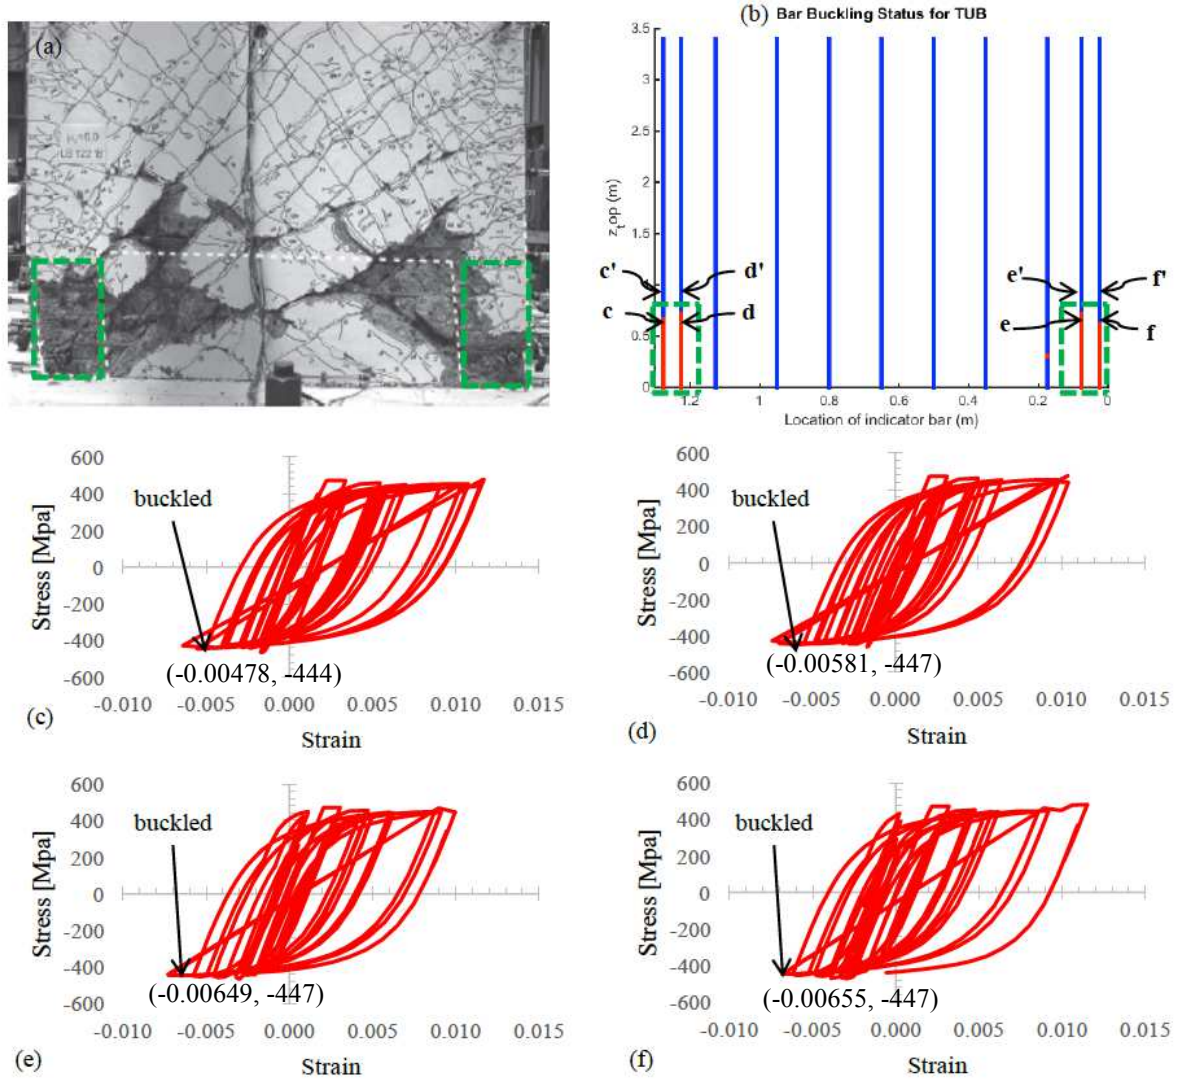 (a)
(b) Bar Buckling Status for TUB
3.5
3
2.5
2
1.5
0.5
0
z_top (m)
1.2
1
0.8
0.6
0.4
0.2
0
Location of indicator bar (m)
c'
d'
c
d
e'
f'
e
f
600
400
200
0
-200
-400
-600
Stress [Mpa]
buckled
(-0.00478, -444)
-0.010 -0.005 0.000 0.005 0.010 0.015
Strain
(c)
600
400
200
0
-200
-400
-600
Stress [Mpa]
buckled
(-0.00581, -447)
-0.010 -0.005 0.000 0.005 0.010 0.015
Strain
(d)
600
400
200
0
-200
-400
-600
Stress [Mpa]
buckled
(-0.00649, -447)
-0.010 -0.005 0.000 0.005 0.010 0.015
Strain
(e)
600
400
200
0
-200
-400
-600
Stress [Mpa]
buckled
(-0.00655, -447)
-0.010 -0.005 0.000 0.005 0.010 0.015
Strain
(f)